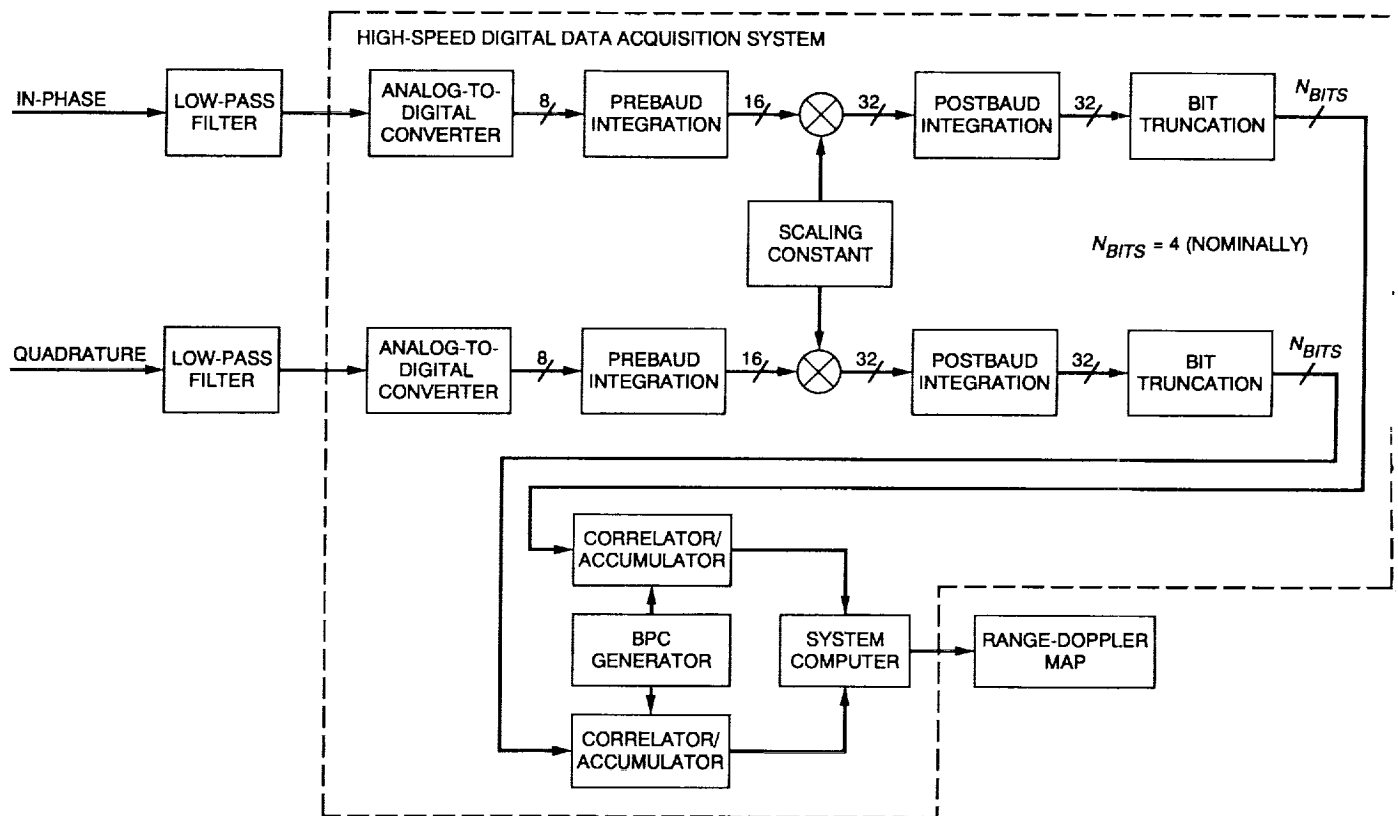 HIGH-SPEED DIGITAL DATA ACQUISITION SYSTEM
IN-PHASE
LOW-PASS
FILTER
ANALOG-TO-
DIGITAL
CONVERTER
8
PREBAUD
INTEGRATION
16
32
POSTBAUD
INTEGRATION
32
BIT
TRUNCATION
N_BITS
SCALING
CONSTANT
N_BITS = 4 (NOMINALLY)
QUADRATURE
LOW-PASS
FILTER
ANALOG-TO-
DIGITAL
CONVERTER
8
PREBAUD
INTEGRATION
16
32
POSTBAUD
INTEGRATION
32
BIT
TRUNCATION
N_BITS
CORRELATOR/
ACCUMULATOR
BPC
GENERATOR
SYSTEM
COMPUTER
RANGE-DOPPLER
MAP
CORRELATOR/
ACCUMULATOR